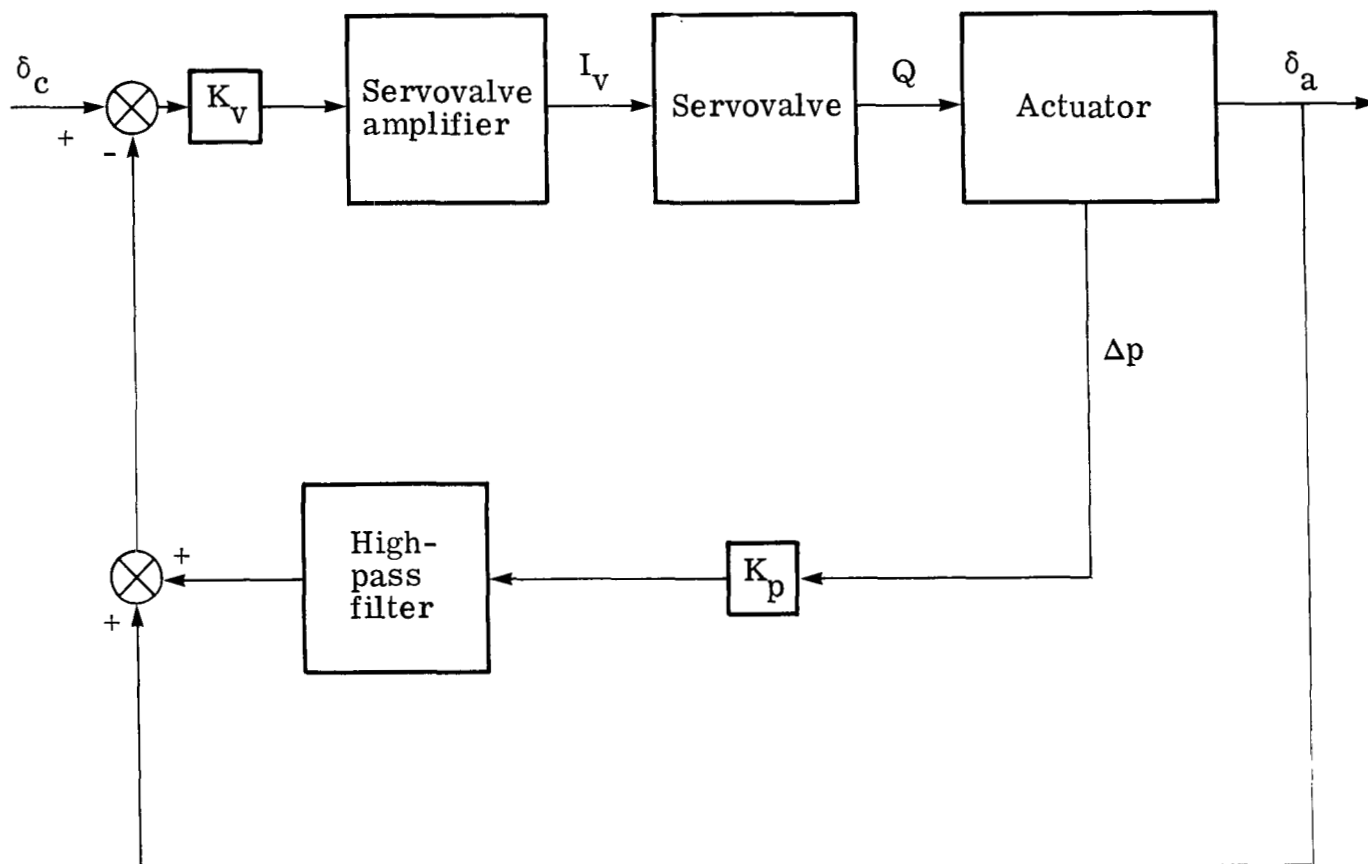 δc
+
-
Kv
Servovalve
amplifier
Iv
Servovalve
Q
Actuator
δa
Δp
High-
pass
filter
Kp
+
+